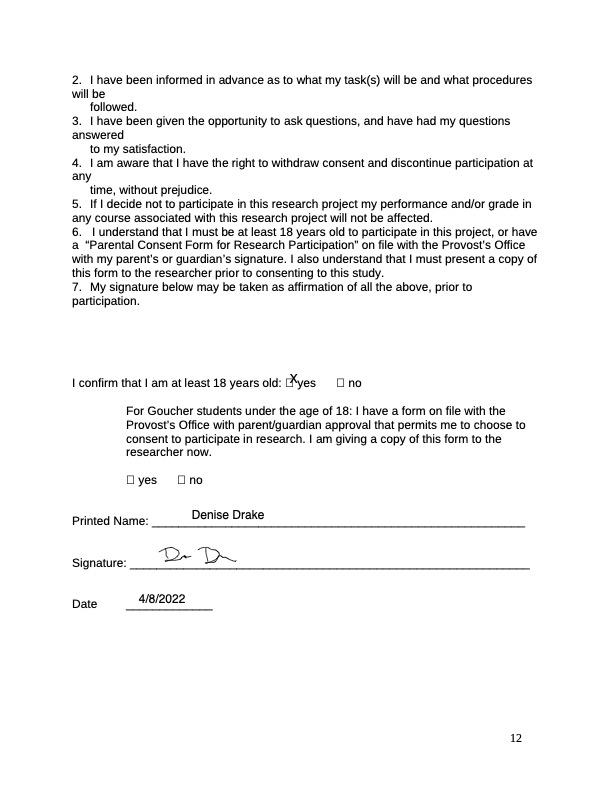 2. I have been informed in advance as to what my task(s) will be and what procedures
will be
followed.
3. I have been given the opportunity to ask questions, and have had my questions
answered
to my satisfaction.
4. I am aware that I have the right to withdraw consent and discontinue participation at
any
time, without prejudice.
5. If I decide not to participate in this research project my performance and/or grade in
any course associated with this research project will not be affected.
6. I understand that I must be at least 18 years old to participate in this project, or have
a “Parental Consent Form for Research Participation” on file with the Provost’s Office
with my parent’s or guardian’s signature. I also understand that I must present a copy of
this form to the researcher prior to consenting to this study.
7. My signature below may be taken as affirmation of all the above, prior to
participation.
I confirm that I am at least 18 years old: ☐ X yes ☐ no
For Goucher students under the age of 18: I have a form on file with the
Provost’s Office with parent/guardian approval that permits me to choose to
consent to participate in research. I am giving a copy of this form to the
researcher now.
☐ yes ☐ no
Printed Name: Denise Drake
Signature:
Date 4/8/2022
12